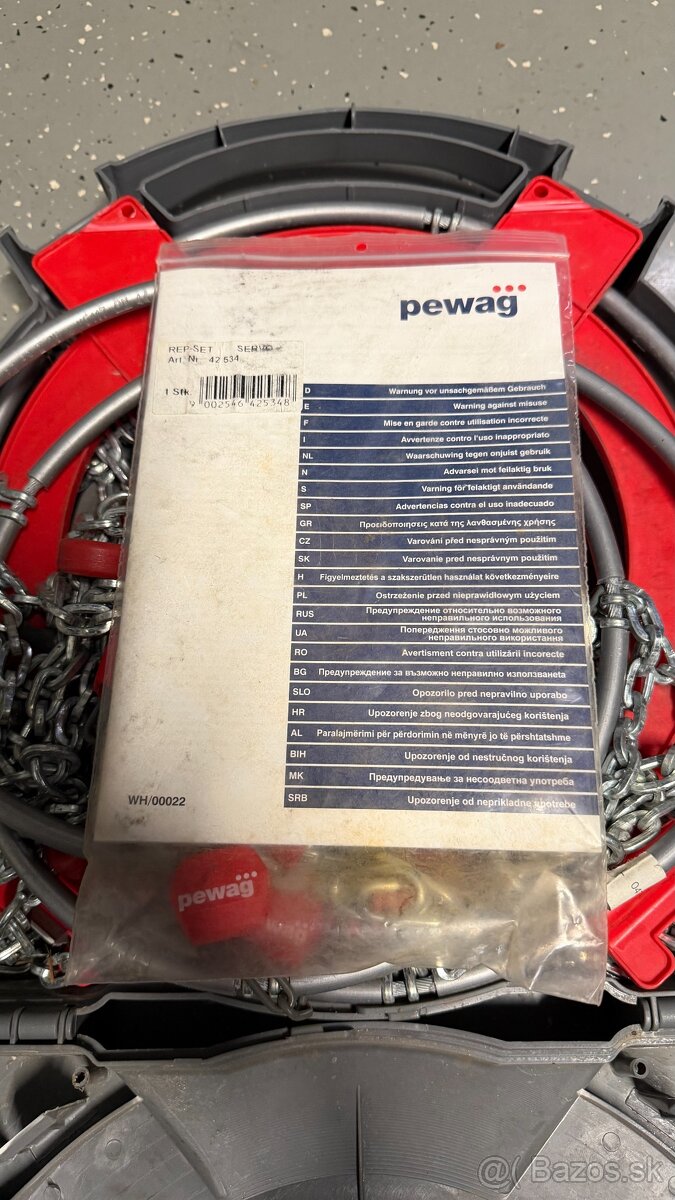 pewag
REP-SET SERVO
Art. Nr. 42 534
1 Stk
9 002546 425348
D Warnung vor unsachgemäßem Gebrauch
E Warning against misuse
F Mise en garde contre utilisation incorrecte
I Avvertenze contro l'uso inappropriato
NL Waarschuwing tegen onjuist gebruik
N Advarsei mot feilaktig bruk
S Varning för felaktigt användande
SP Advertencias contra el uso inadecuado
GR Προειδοποιησεις κατά της λανθασμένης χρήσης
CZ Varování před nesprávným použitím
SK Varovanie pred nesprávnym použitím
H Figyelmeztetés a szakszerűtlen használat következményeire
PL Ostrzeżenie przed nieprawidłowym użyciem
RUS Предупреждение относительно возможного
неправильного использования
UA Попередження стосовно можливого
неправильного використання
RO Avertisment contra utilizării incorecte
BG Предупреждение за възможно неправилно използванета
SLO Opozorilo pred nepravilno uporabo
HR Upozorenje zbog neodgovarajućeg korištenja
AL Paralajmërimi për përdorimin në mënyrë jo të përshtatshme
BIH Upozorenje od nestručnog korištenja
MK Предупредување за несоодветна употреба
SRB Upozorenje od neprikladne upotrebe
WH/00022
pewag
Bazos.sk